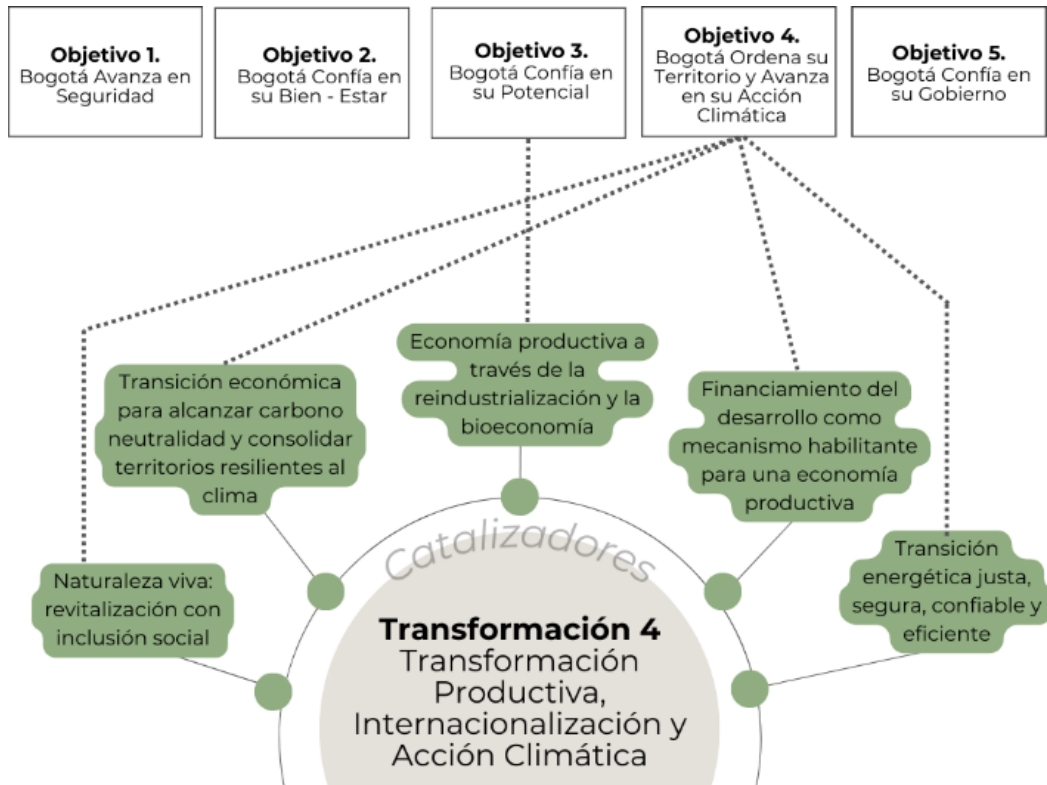 Objetivo 1.
Bogotá Avanza en
Seguridad
Objetivo 2.
Bogotá Confía en
su Bien - Estar
Objetivo 3.
Bogotá Confía en
su Potencial
Objetivo 4.
Bogotá Ordena su
Territorio y Avanza
en su Acción
Climática
Objetivo 5.
Bogotá Confía en
su Gobierno
Naturaleza viva:
revitalización con
inclusión social
Transición económica
para alcanzar carbono
neutralidad y consolidar
territorios resilientes al
clima
Economía productiva a
través de la
reindustrialización y la
bioeconomía
Financiamiento del
desarrollo como
mecanismo habilitante
para una economía
productiva
Transición
energética justa,
segura, confiable y
eficiente
Catalizadores
Transformación 4
Transformación
Productiva,
Internacionalización y
Acción Climática